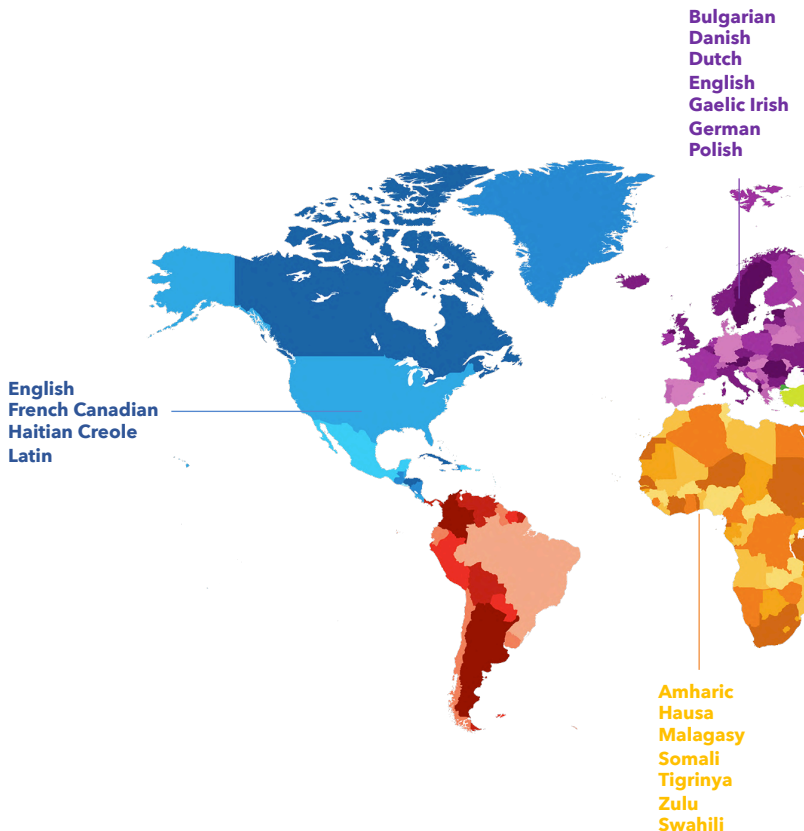 Bulgarian
Danish
Dutch
English
Gaelic Irish
German
Polish
English
French Canadian
Haitian Creole
Latin
Amharic
Hausa
Malagasy
Somali
Tigrinya
Zulu
Swahili